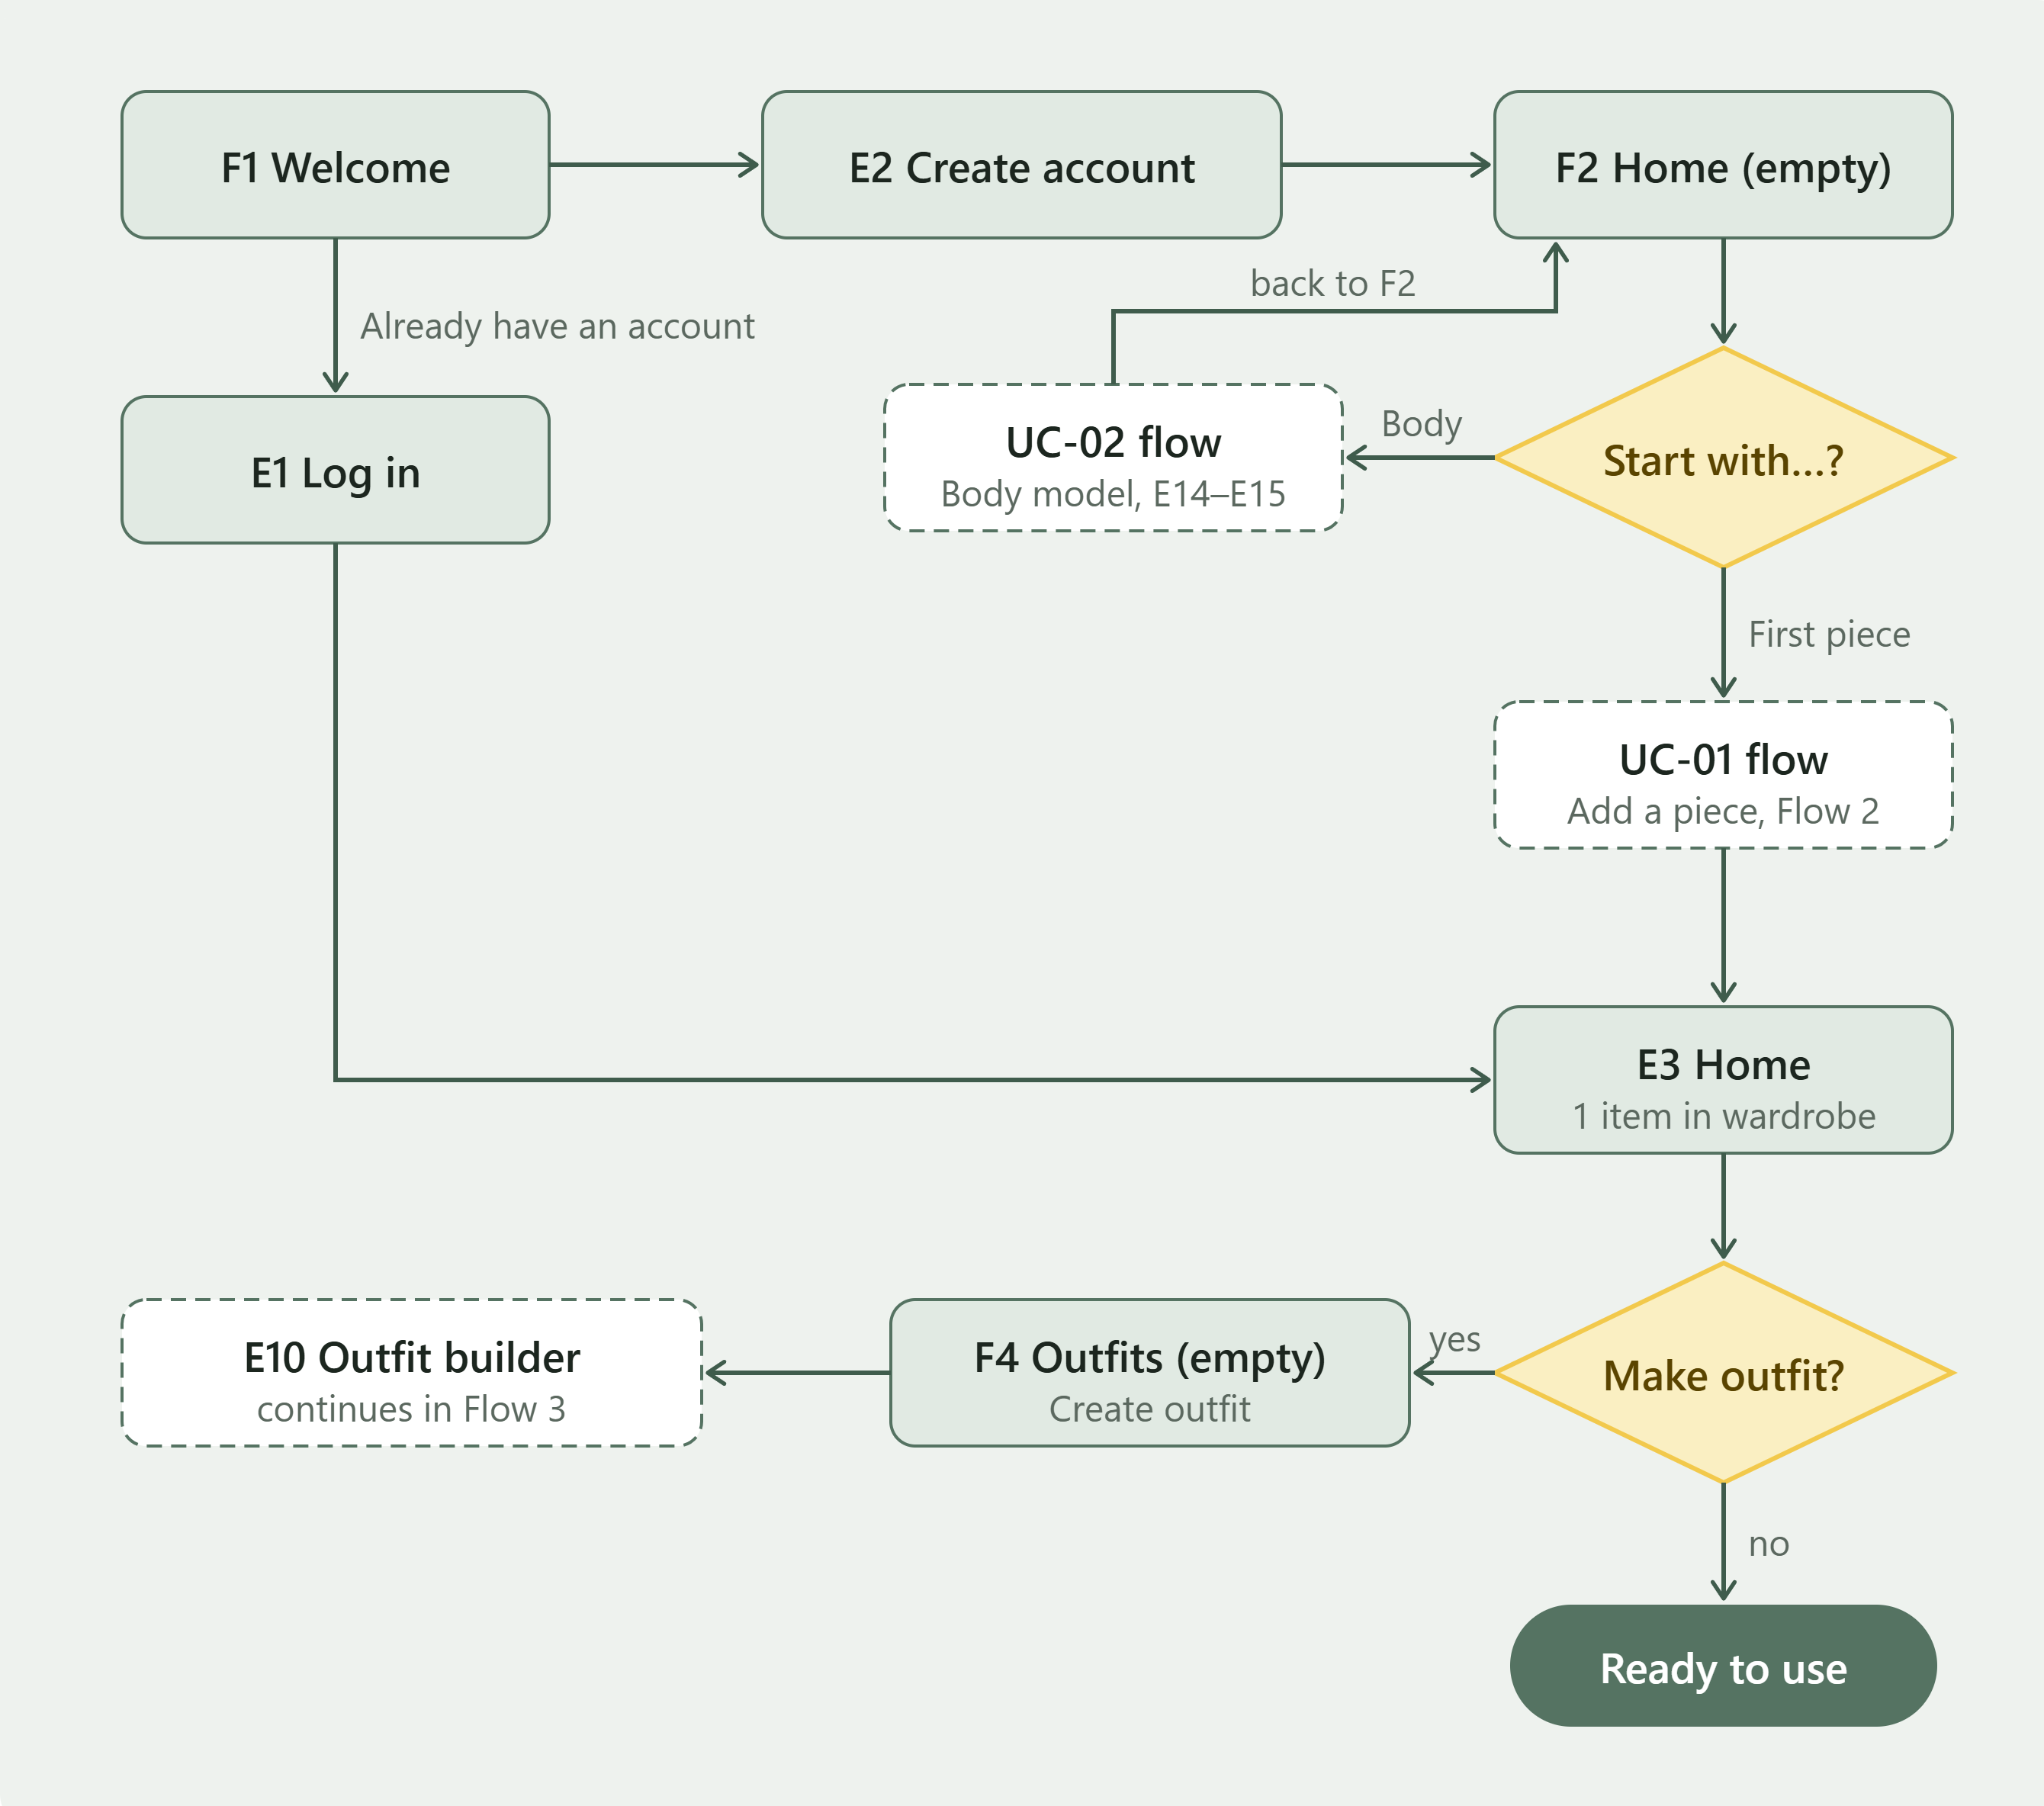 F1 Welcome
E2 Create account
F2 Home (empty)
back to F2
Already have an account
E1 Log in
UC-02 flow
Body model, E14–E15
Body
Start with...?
First piece
UC-01 flow
Add a piece, Flow 2
E3 Home
1 item in wardrobe
E10 Outfit builder
continues in Flow 3
F4 Outfits (empty)
Create outfit
yes
Make outfit?
no
Ready to use